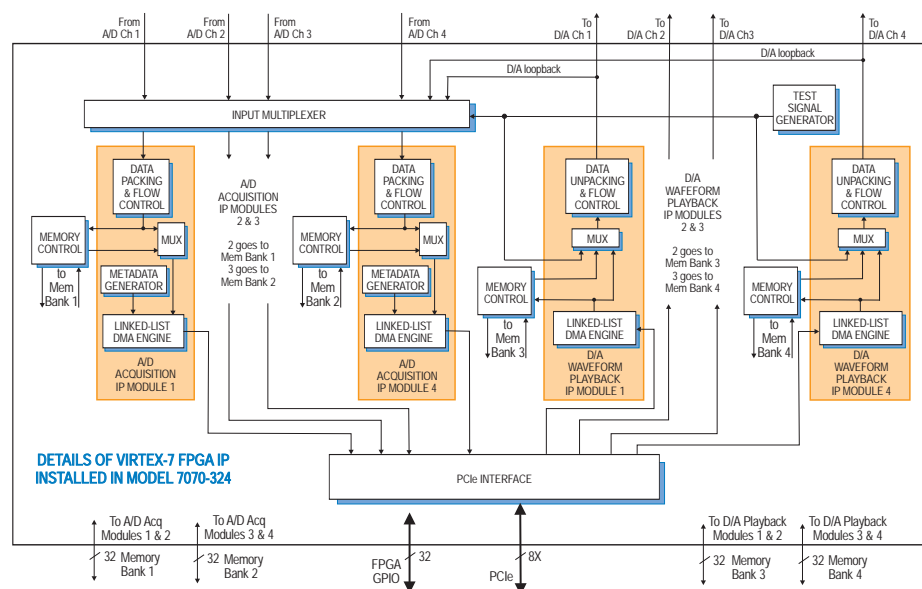 From
A/D Ch 1
From
A/D Ch 2
From
A/D Ch 3
From
A/D Ch 4
To
D/A Ch 1
To
D/A Ch 2
To
D/A Ch3
To
D/A Ch 4
D/A loopback
D/A loopback
INPUT MULTIPLEXER
TEST
SIGNAL
GENERATOR
DATA
PACKING
& FLOW
CONTROL
MUX
MEMORY
CONTROL
to
Mem
Bank 1
METADATA
GENERATOR
LINKED-LIST
DMA ENGINE
A/D
ACQUISITION
IP MODULE 1
A/D
ACQUISITION
IP MODULES
2 & 3
2 goes to
Mem Bank 1
3 goes to
Mem Bank 2
DATA
PACKING
& FLOW
CONTROL
MUX
MEMORY
CONTROL
to
Mem
Bank 2
METADATA
GENERATOR
LINKED-LIST
DMA ENGINE
A/D
ACQUISITION
IP MODULE 4
DATA
UNPACKING
& FLOW
CONTROL
MUX
MEMORY
CONTROL
to
Mem
Bank 3
LINKED-LIST
DMA ENGINE
D/A
WAVEFORM
PLAYBACK
IP MODULE 1
D/A
WAFEFORM
PLAYBACK
IP MODULES
2 & 3
2 goes to
Mem Bank 3
3 goes to
Mem Bank 4
DATA
UNPACKING
& FLOW
CONTROL
MUX
MEMORY
CONTROL
to
Mem
Bank 4
LINKED-LIST
DMA ENGINE
D/A
WAVEFORM
PLAYBACK
IP MODULE 4
DETAILS OF VIRTEX-7 FPGA IP
INSTALLED IN MODEL 7070-324
PCIe INTERFACE
To A/D Acq
Modules 1 & 2
32 Memory
Bank 1
To A/D Acq
Modules 3 & 4
32 Memory
Bank 2
32
FPGA
GPIO
8X
PCIe
To D/A Playback
Modules 1 & 2
32 Memory
Bank 3
To D/A Playback
Modules 3 & 4
32 Memory
Bank 4